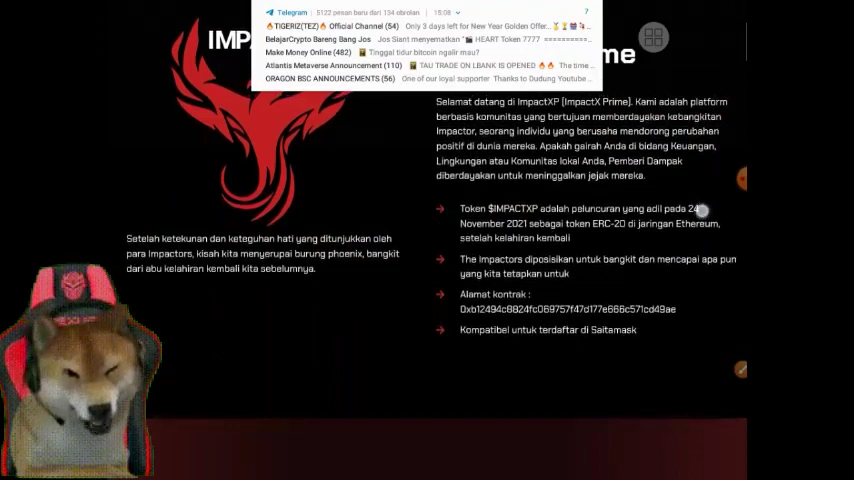 Telegram | 5122 pesan baru dari 134 obrolan | 15:08
7
🔥TIGERIZ(TEZ)🔥 Official Channel (54) Only 3 days left for New Year Golden Offer...
BelajarCrypto Bareng Bang Jos Jos Siant menyematkan "🎬 HEART Token 7777 ==========...
Make Money Online (482) Tinggal tidur bitcoin ngalir mau?
Atlantis Metaverse Announcement (110) TAU TRADE ON LBANK IS OPENED 🔥🔥 The time ...
ORAGON BSC ANNOUNCEMENTS (56) One of our loyal supporter Thanks to Dudung Youtube ...
Selamat datang di ImpactXP [ImpactX Prime]. Kami adalah platform
berbasis komunitas yang bertujuan memberdayakan kebangkitan
Impactor, seorang individu yang berusaha mendorong perubahan
positif di dunia mereka. Apakah gairah Anda di bidang Keuangan,
Lingkungan atau Komunitas lokal Anda, Pemberi Dampak
diberdayakan untuk meninggalkan jejak mereka.
→ Token $IMPACTXP adalah peluncuran yang adil pada 24
November 2021 sebagai token ERC-20 di jaringan Ethereum,
setelah kelahiran kembali
→ The Impactors diposisikan untuk bangkit dan mencapai apa pun
yang kita tetapkan untuk
→ Alamat kontrak :
0xb12494c8824fc069757f47d177e666c571cd49ae
→ Kompatibel untuk terdaftar di Saitamask
Setelah ketekunan dan keteguhan hati yang ditunjukkan oleh
para Impactors, kisah kita menyerupai burung phoenix, bangkit
dari abu kelahiran kembali kita sebelumnya.